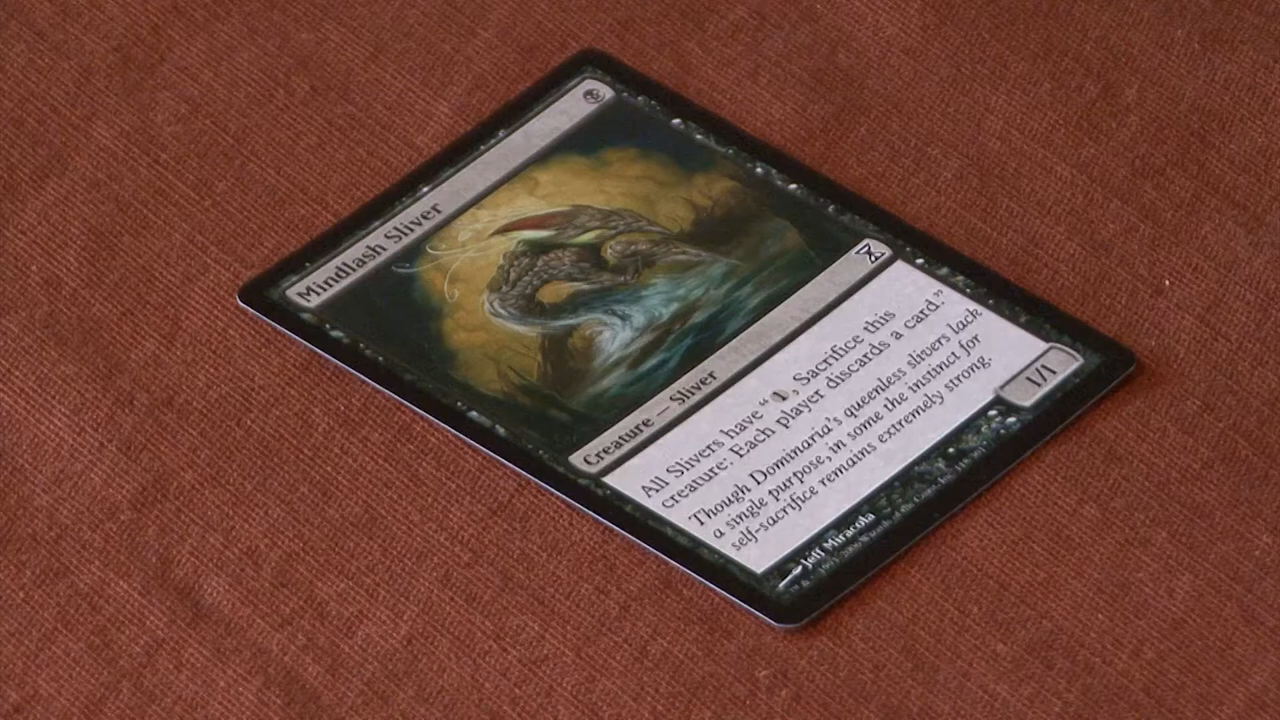 Mindlash Sliver
Creature — Sliver
All Slivers have “1, Sacrifice this
creature: Each player discards a card.”
Though Dominaria's queenless slivers lack
a single purpose, in some the instinct for
self-sacrifice remains extremely strong.
1/1
Jeff Miracola